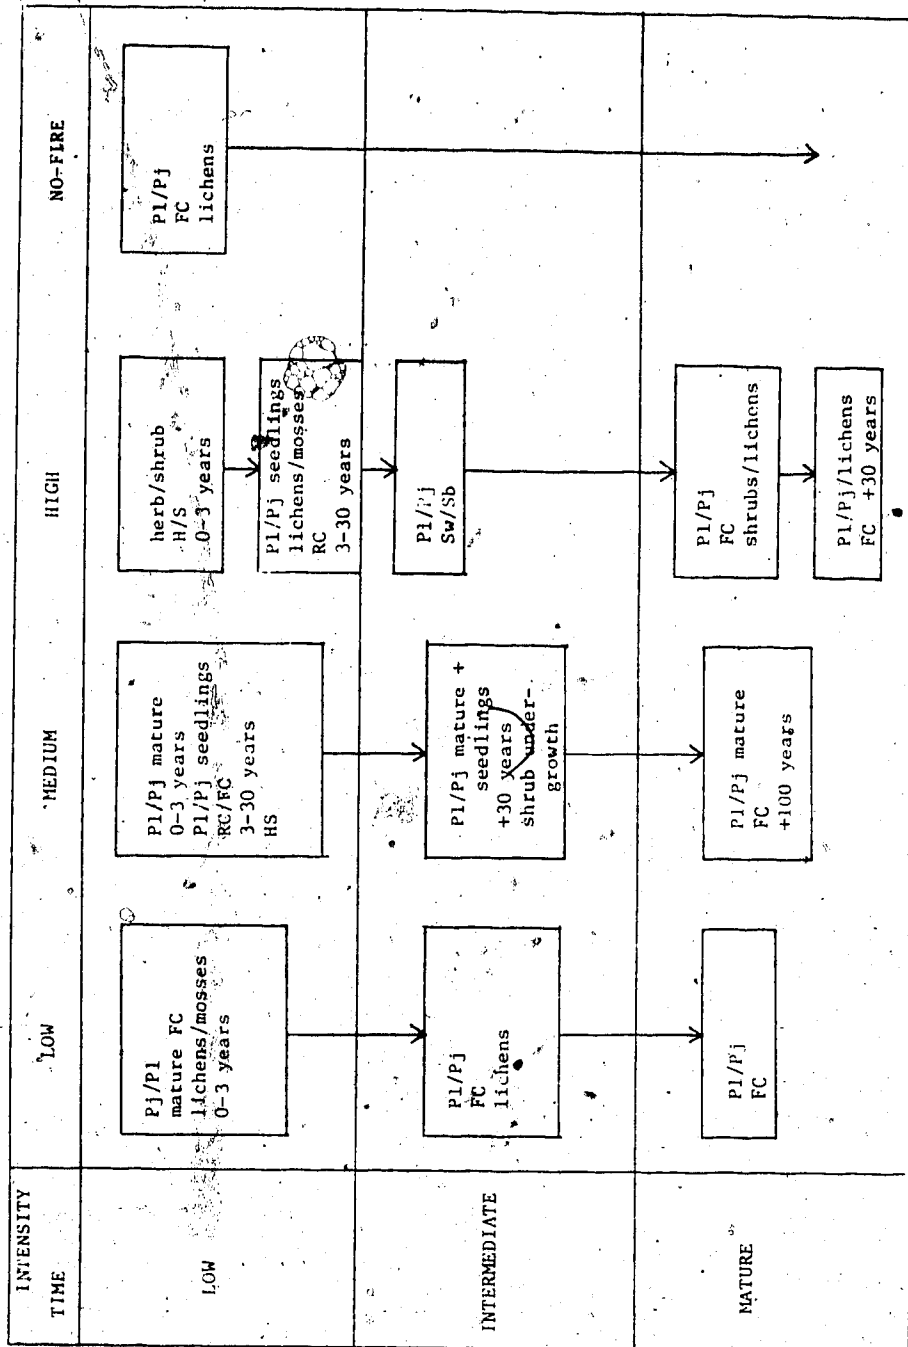 INTENSITY
TIME
LOW
MEDIUM
HIGH
NO-FIRE
LOW
Pj/Pl
mature FC
lichens/mosses
0-3 years
Pl/Pj mature
0-3 years
Pl/Pj seedlings
RC/FC
3-30 years
HS
herb/shrub
H/S
0-3 years
Pl/Pj seedlings
lichens/mosses
RC
3-30 years
Pl/Pj
FC
lichens
INTERMEDIATE
Pl/Pj
FC
lichens
Pl/Pj mature +
seedlings
+30 years
shrub under-
growth
Pl/Pj
Sw/Sb
MATURE
Pl/Pj
FC
Pl/Pj mature
FC
+100 years
Pl/Pj
FC
shrubs/lichens
Pl/Pj/lichens
FC +30 years